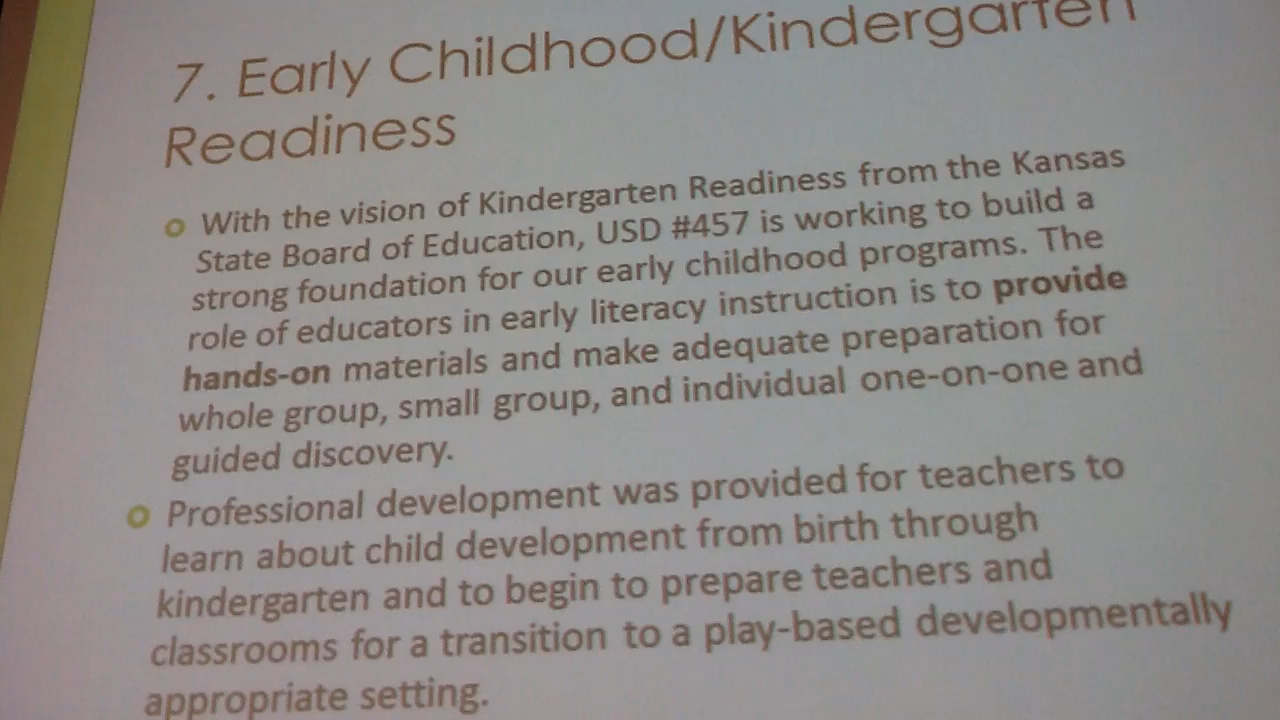 7. Early Childhood/Kindergarten
Readiness
With the vision of Kindergarten Readiness from the Kansas
State Board of Education, USD #457 is working to build a
strong foundation for our early childhood programs. The
role of educators in early literacy instruction is to provide
hands-on materials and make adequate preparation for
whole group, small group, and individual one-on-one and
guided discovery.
Professional development was provided for teachers to
learn about child development from birth through
kindergarten and to begin to prepare teachers and
classrooms for a transition to a play-based developmentally
appropriate setting.